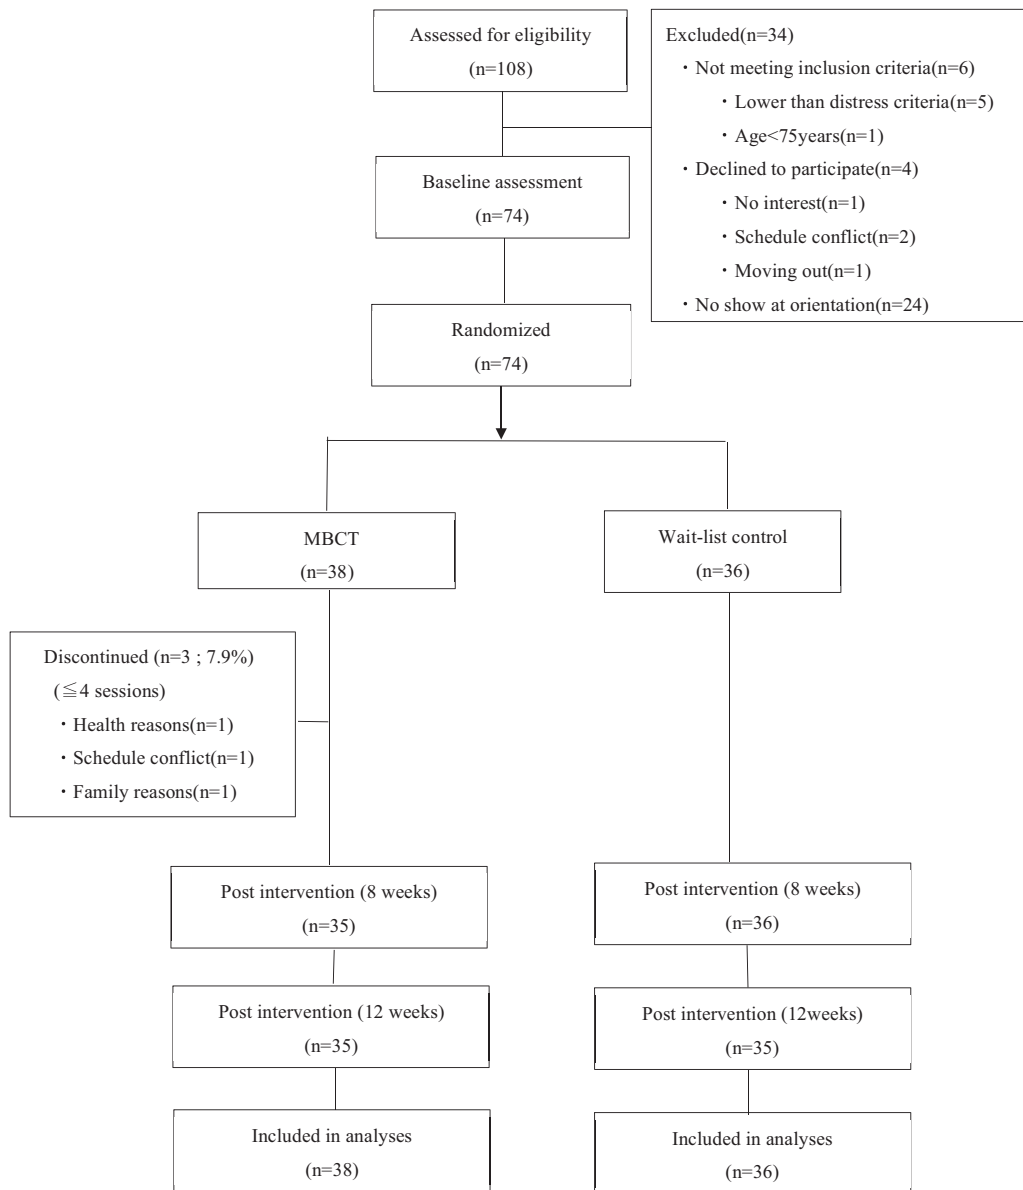 Assessed for eligibility
(n=108)
Excluded(n=34)
・Not meeting inclusion criteria(n=6)
・Lower than distress criteria(n=5)
・Age<75years(n=1)
・Declined to participate(n=4)
・No interest(n=1)
・Schedule conflict(n=2)
・Moving out(n=1)
・No show at orientation(n=24)
Baseline assessment
(n=74)
Randomized
(n=74)
MBCT
(n=38)
Wait-list control
(n=36)
Discontinued (n=3 ; 7.9%)
(≦4 sessions)
・Health reasons(n=1)
・Schedule conflict(n=1)
・Family reasons(n=1)
Post intervention (8 weeks)
(n=35)
Post intervention (8 weeks)
(n=36)
Post intervention (12 weeks)
(n=35)
Post intervention (12weeks)
(n=35)
Included in analyses
(n=38)
Included in analyses
(n=36)